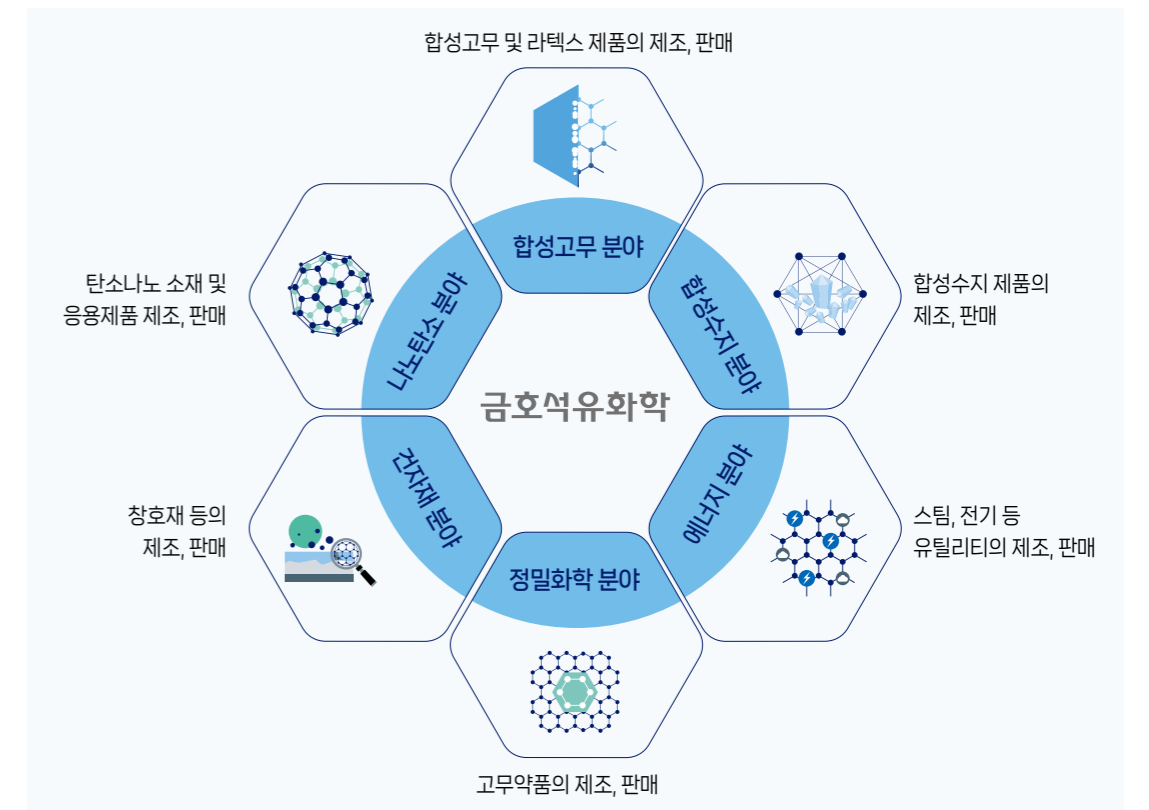 합성고무 및 라텍스 제품의 제조, 판매
합성고무 분야
탄소나노 소재 및
응용제품 제조, 판매
나노탄소 분야
합성수지 분야
합성수지 제품의
제조, 판매
금호석유화학
창호재 등의
제조, 판매
건자재 분야
에너지 분야
스팀, 전기 등
유틸리티의 제조, 판매
정밀화학 분야
고무약품의 제조, 판매